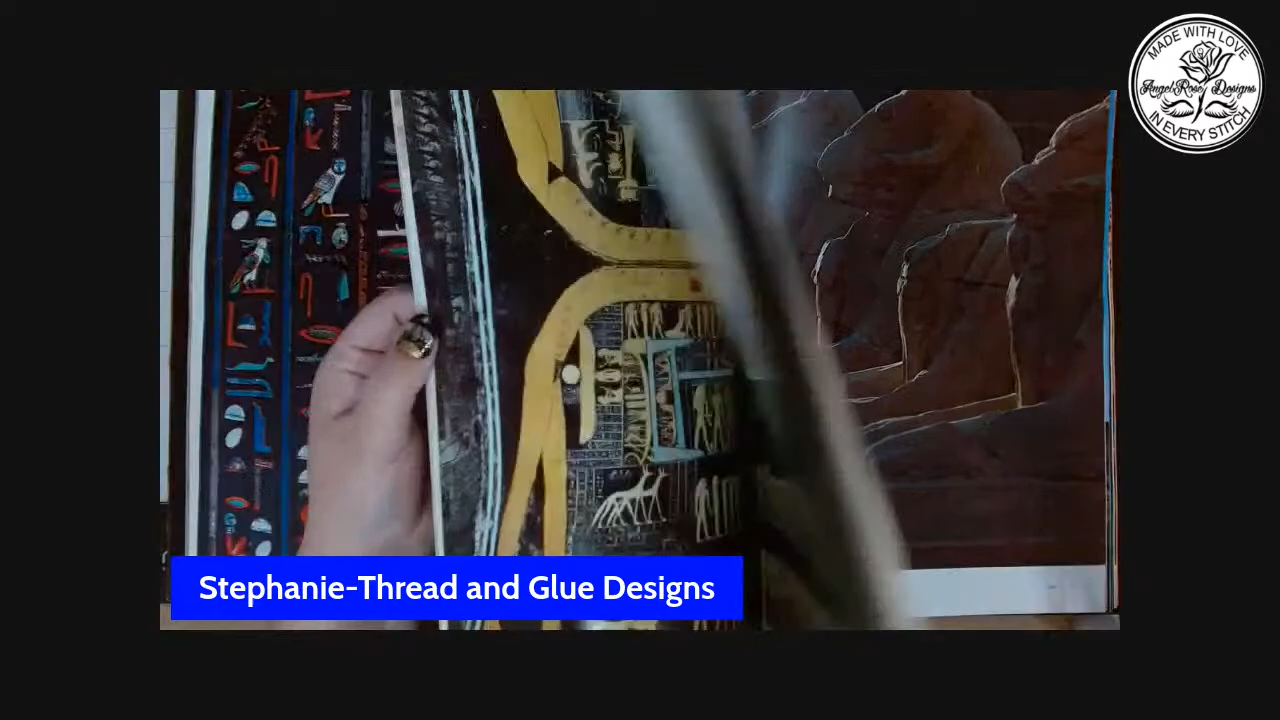 MADE WITH LOVE
Angel Rose Designs
IN EVERY STITCH
Stephanie-Thread and Glue Designs